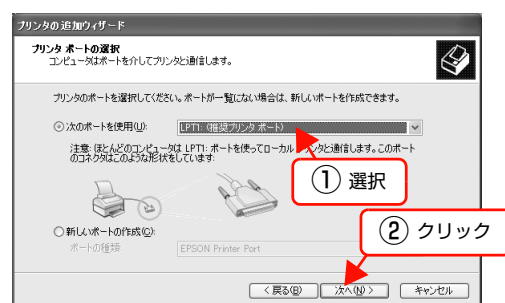 プリンタの追加ウィザード
プリンタ ポートの選択
コンピュータはポートを介してプリンタと通信します。
プリンタのポートを選択してください。ポートが一覧にない場合は、新しいポートを作成できます。
次のポートを使用(U):
LPT1: (推奨プリンタ ポート)
注意: ほとんどのコンピュータは LPT1: ポートを使ってローカル プリンタと通信します。このポート
のコネクタはこのような形状をしています:
① 選択
新しいポートの作成(C):
② クリック
ポートの種類
EPSON Printer Port
< 戻る(B)
次へ(N) >
キャンセル